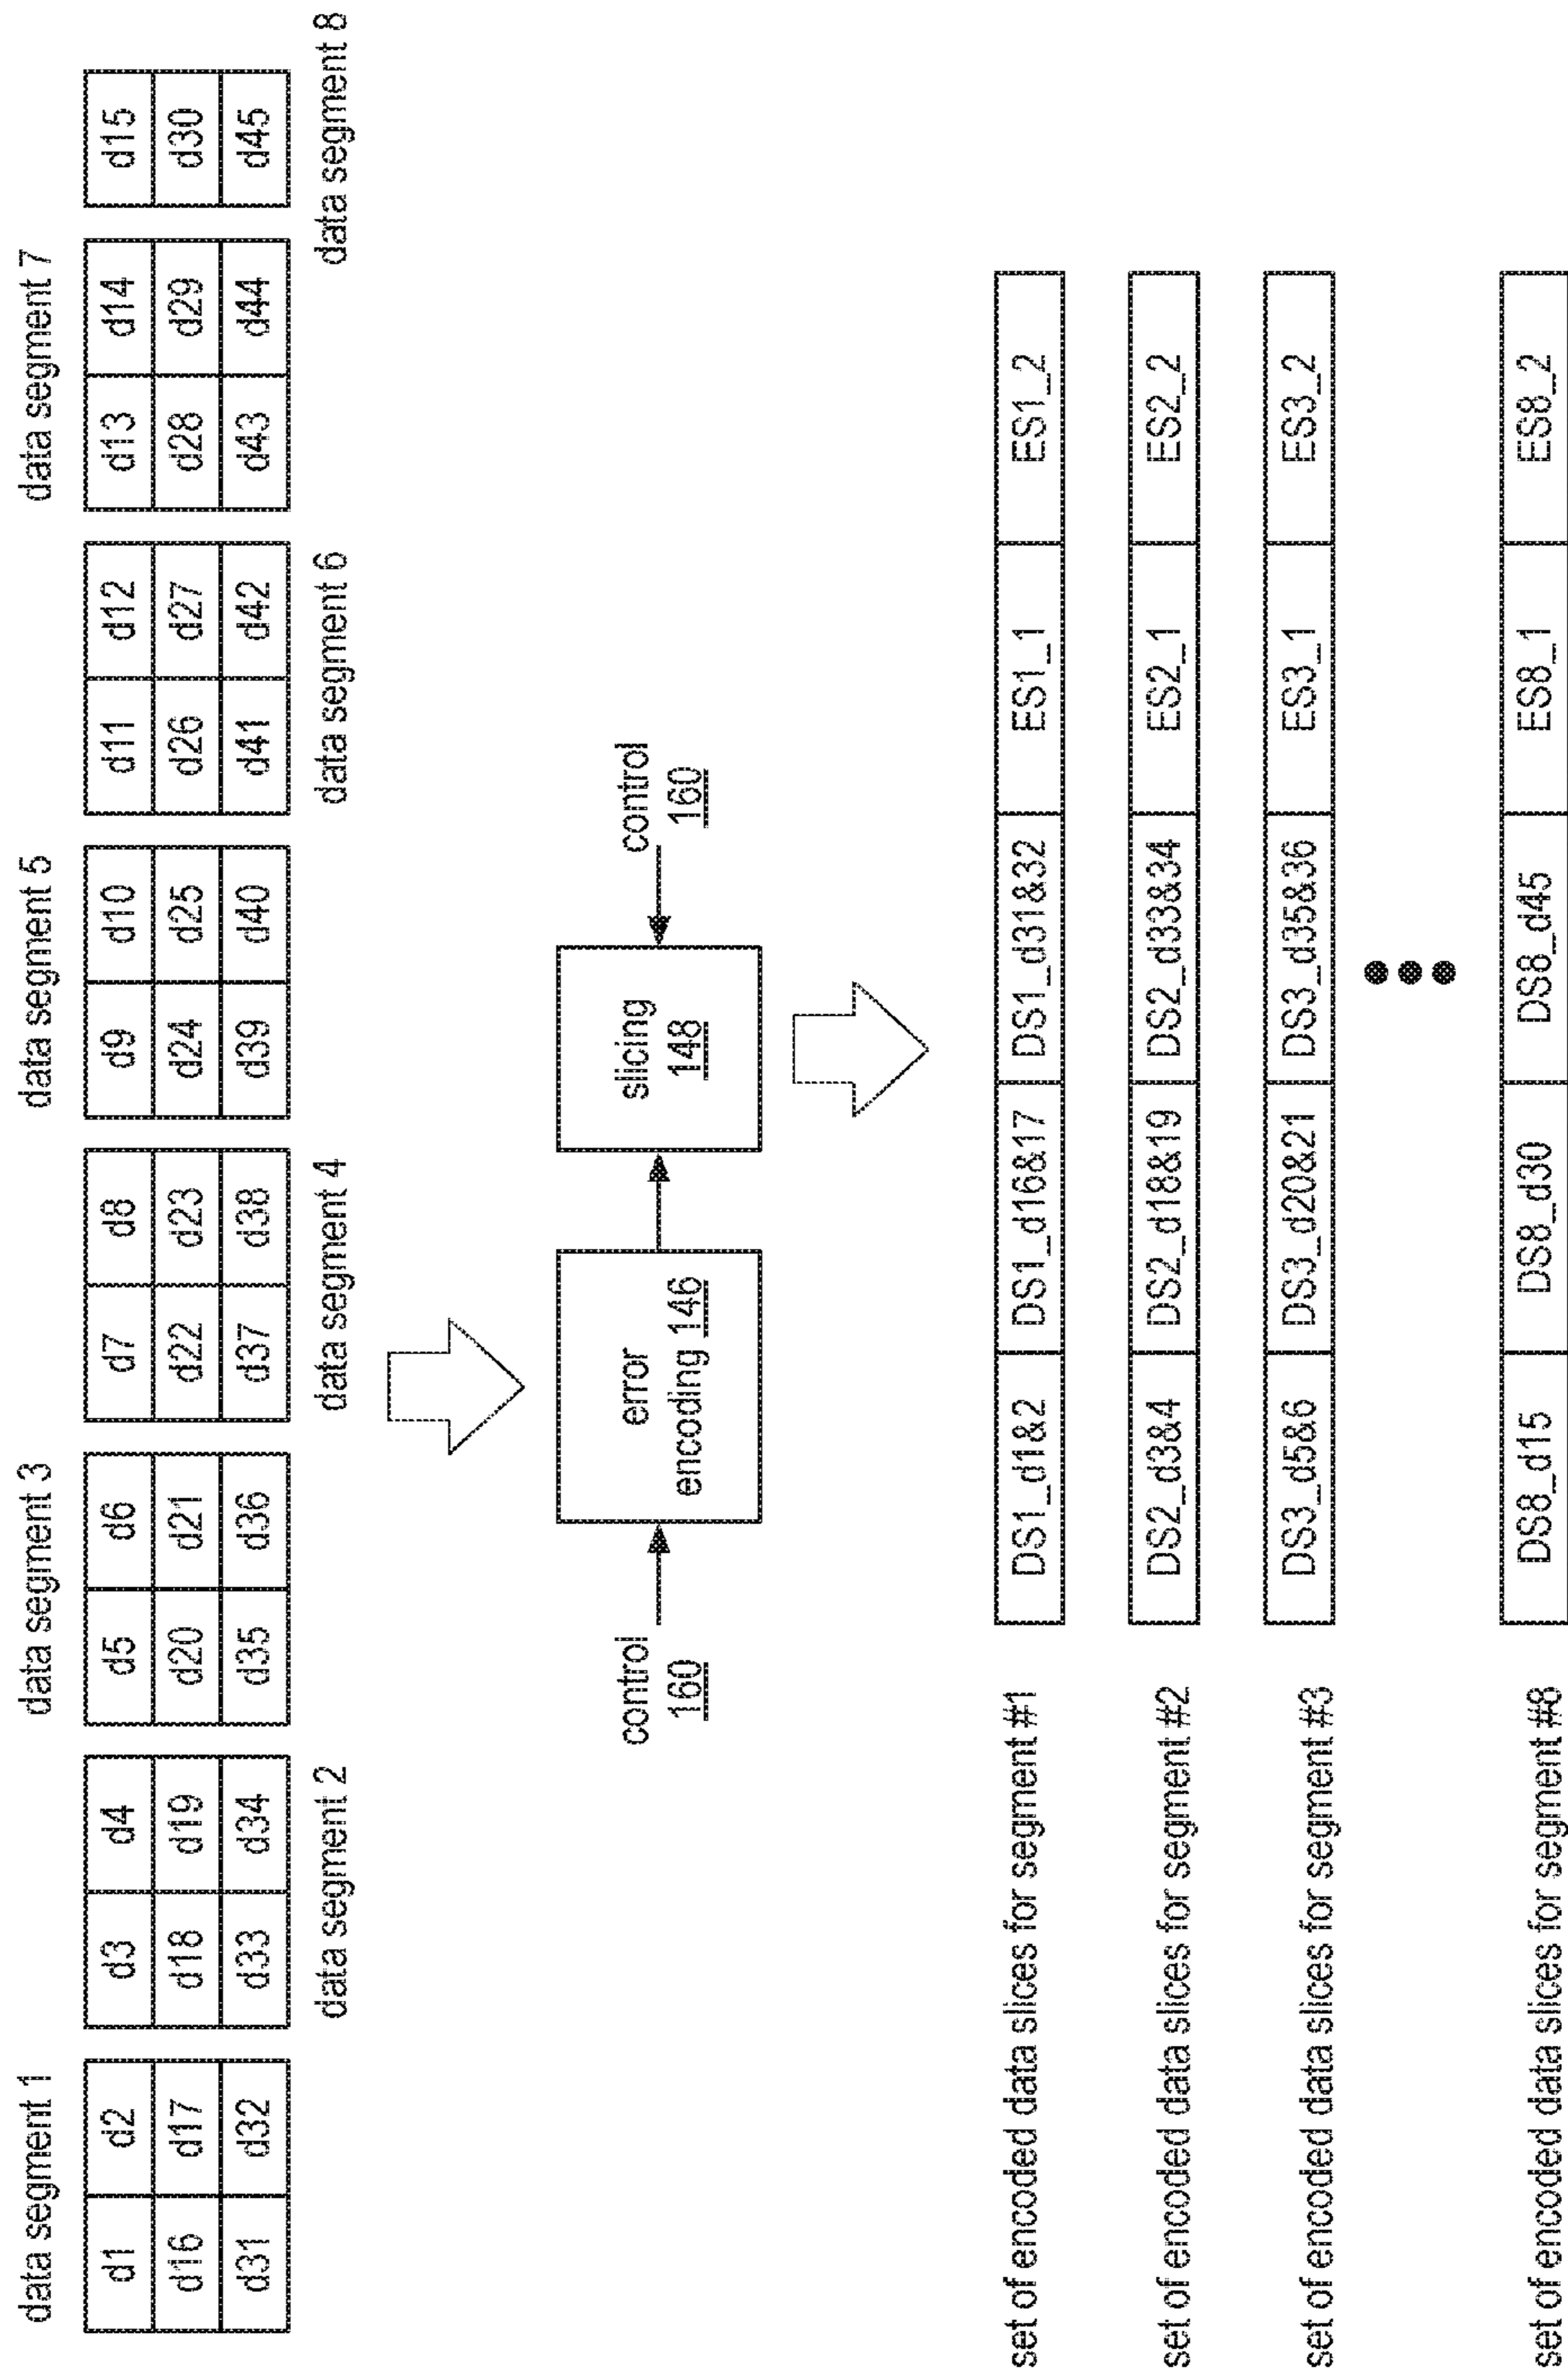 data segment 1
data segment 3
data segment 5
data segment 7
d1 d2
d16 d17
d31 d32
d3 d4
d18 d19
d33 d34
d5 d6
d20 d21
d35 d36
d7 d8
d22 d23
d37 d38
d9 d10
d24 d25
d39 d40
d11 d12
d26 d27
d41 d42
d13 d14
d28 d29
d43 d44
d15
d30
d45
data segment 2
data segment 4
data segment 6
data segment 8
control
160
error
encoding 146
slicing
148
control
160
set of encoded data slices for segment #1
DS1_d1&2 DS1_d16&17 DS1_d31&32 ES1_1 ES1_2
set of encoded data slices for segment #2
DS2_d3&4 DS2_d18&19 DS2_d33&34 ES2_1 ES2_2
set of encoded data slices for segment #3
DS3_d5&6 DS3_d20&21 DS3_d35&36 ES3_1 ES3_2
set of encoded data slices for segment #8
DS8_d15 DS8_d30 DS8_d45 ES8_1 ES8_2